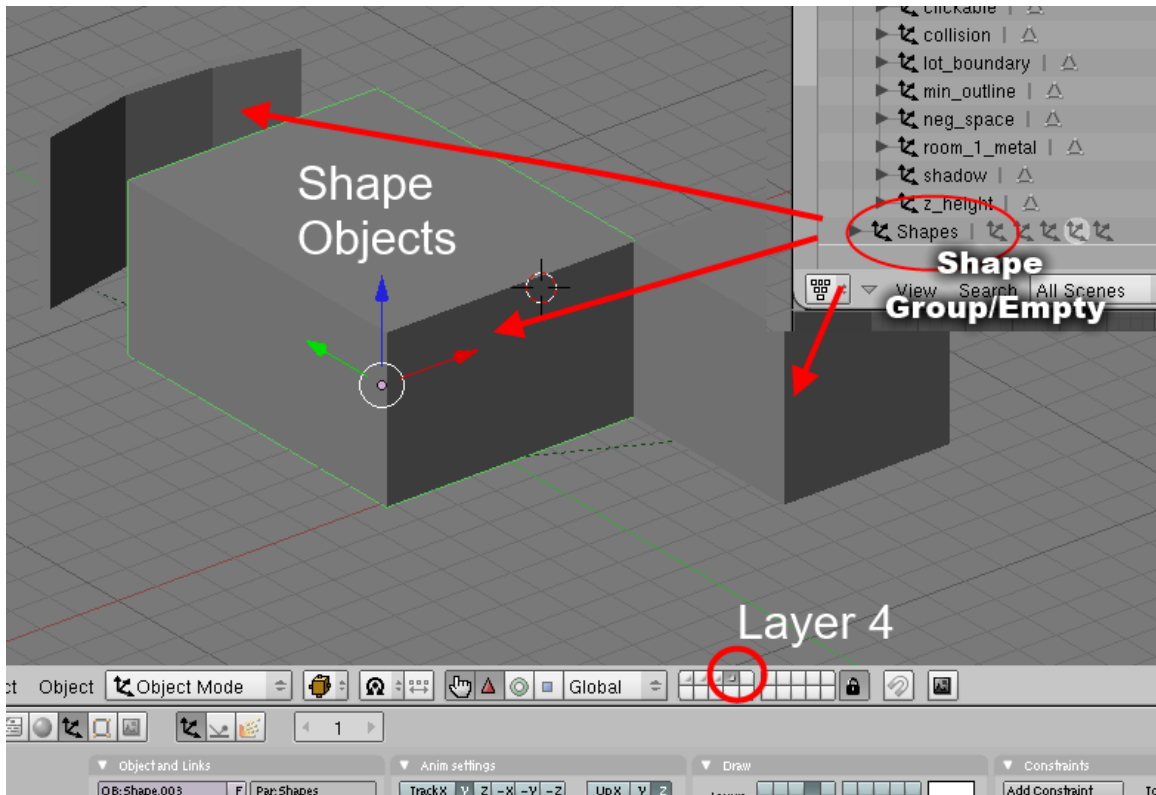 clickable
collision
lot_boundary
min_outline
neg_space
room_1_metal
shadow
z_height
Shapes
Shape
Group/Empty
View Search All Scenes
Shape
Objects
Layer 4
Object Object Mode Global
1
Object and Links Anim settings Draw Constraints
OB:Shape.003 F Par:Shapes TrackX Y Z -X -Y -Z UpX Y Z Add Constraint